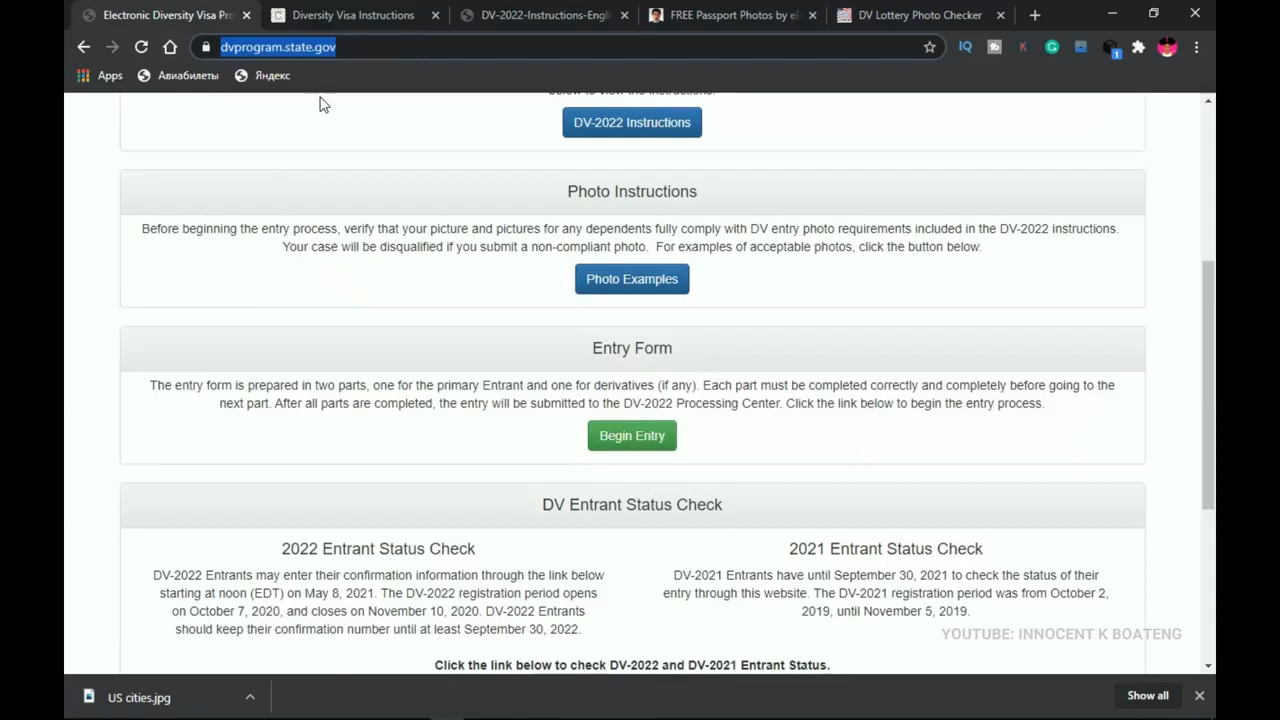 Electronic Diversity Visa Pro
Diversity Visa Instructions
DV-2022-Instructions-Engli
FREE Passport Photos by eP
DV Lottery Photo Checker
dvprogram.state.gov
IQ
K
1
Apps
Авиабилеты
Яндекс
below to view the instructions.
DV-2022 Instructions
Photo Instructions
Before beginning the entry process, verify that your picture and pictures for any dependents fully comply with DV entry photo requirements included in the DV-2022 instructions.
Your case will be disqualified if you submit a non-compliant photo. For examples of acceptable photos, click the button below.
Photo Examples
Entry Form
The entry form is prepared in two parts, one for the primary Entrant and one for derivatives (if any). Each part must be completed correctly and completely before going to the
next part. After all parts are completed, the entry will be submitted to the DV-2022 Processing Center. Click the link below to begin the entry process.
Begin Entry
DV Entrant Status Check
2022 Entrant Status Check
DV-2022 Entrants may enter their confirmation information through the link below
starting at noon (EDT) on May 8, 2021. The DV-2022 registration period opens
on October 7, 2020, and closes on November 10, 2020. DV-2022 Entrants
should keep their confirmation number until at least September 30, 2022.
2021 Entrant Status Check
DV-2021 Entrants have until September 30, 2021 to check the status of their
entry through this website. The DV-2021 registration period was from October 2,
2019, until November 5, 2019.
YOUTUBE: INNOCENT K BOATENG
Click the link below to check DV-2022 and DV-2021 Entrant Status.
US cities.jpg
Show all